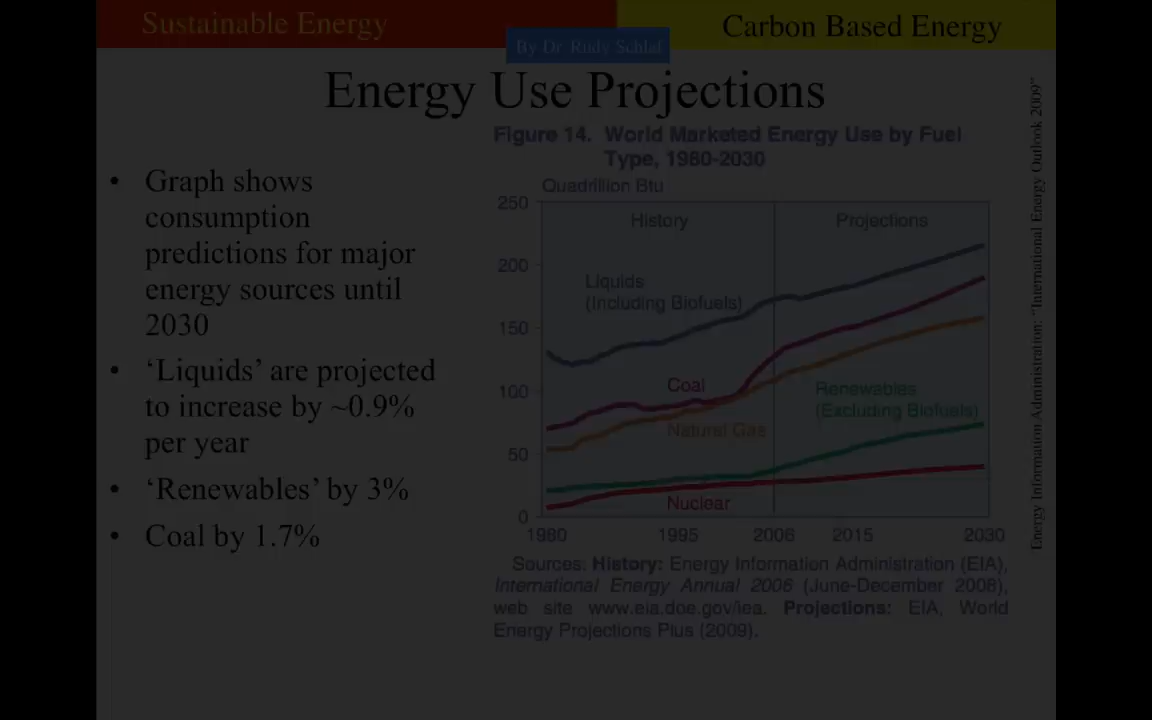 Sustainable Energy
Carbon Based Energy
By Dr. Rudy Schlaf
Energy Use Projections
• Graph shows
consumption
predictions for major
energy sources until
2030
• ‘Liquids’ are projected
to increase by ~0.9%
per year
• ‘Renewables’ by 3%
• Coal by 1.7%
Figure 14. World Marketed Energy Use by Fuel
Type, 1980-2030
Quadrillion Btu
250
200
150
100
50
0
History
Projections
Liquids
(Including Biofuels)
Coal
Natural Gas
Renewables
(Excluding Biofuels)
Nuclear
1980 1995 2006 2015 2030
Sources: History: Energy Information Administration (EIA),
International Energy Annual 2006 (June-December 2008),
web site www.eia.doe.gov/iea. Projections: EIA, World
Energy Projections Plus (2009).
Energy Information Administration: "International Energy Outlook 2009"